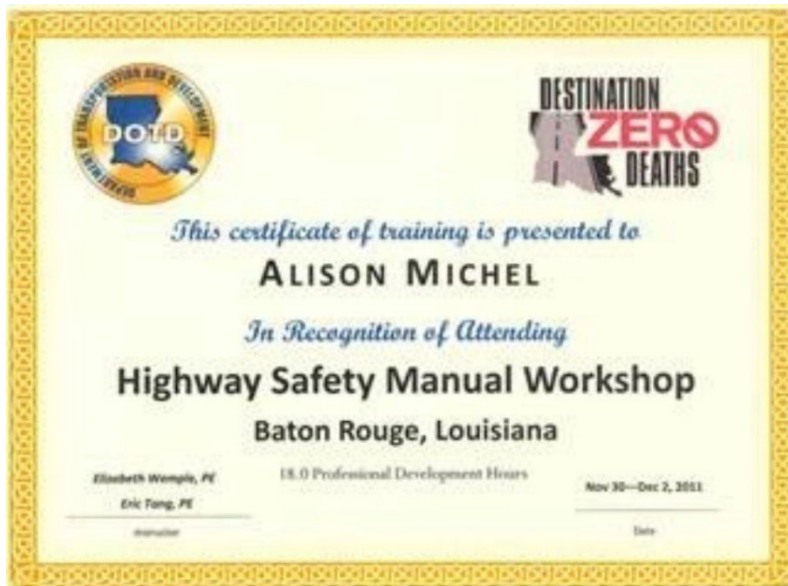 DEPARTMENT OF TRANSPORTATION AND DEVELOPMENT
DOTD
DESTINATION
ZERO
DEATHS
This certificate of training is presented to
ALISON MICHEL
In Recognition of Attending
Highway Safety Manual Workshop
Baton Rouge, Louisiana
18.0 Professional Development Hours
Elizabeth Wemple, PE
Eric Tang, PE
Instructor
Nov 30—Dec 2, 2011
Date